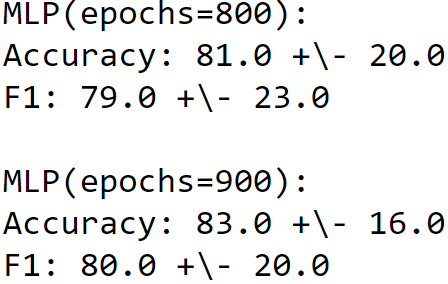 MLP(epochs=800):
Accuracy: 81.0 +\- 20.0
F1: 79.0 +\- 23.0
MLP(epochs=900):
Accuracy: 83.0 +\- 16.0
F1: 80.0 +\- 20.0